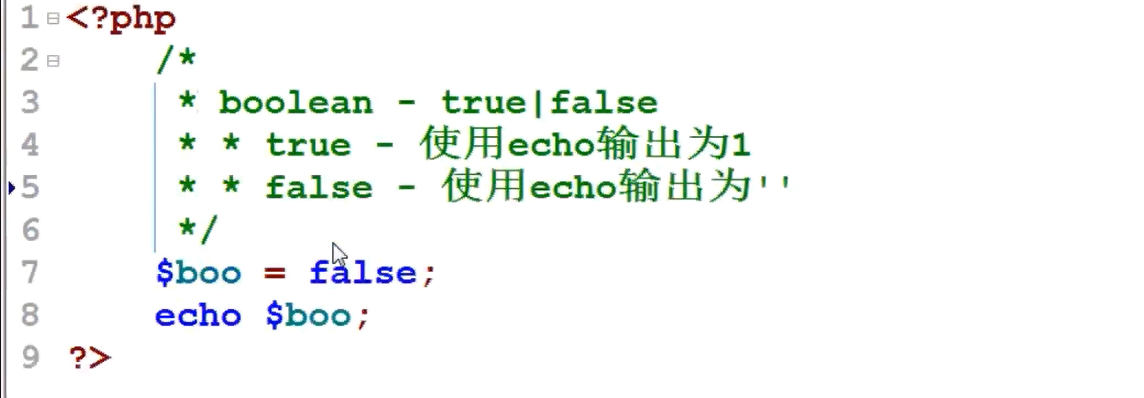 1 <?php
2 /*
3 * boolean - true|false
4 * * true - 使用echo输出为1
5 * * false - 使用echo输出为''
6 */
7 $boo = false;
8 echo $boo;
9 ?>